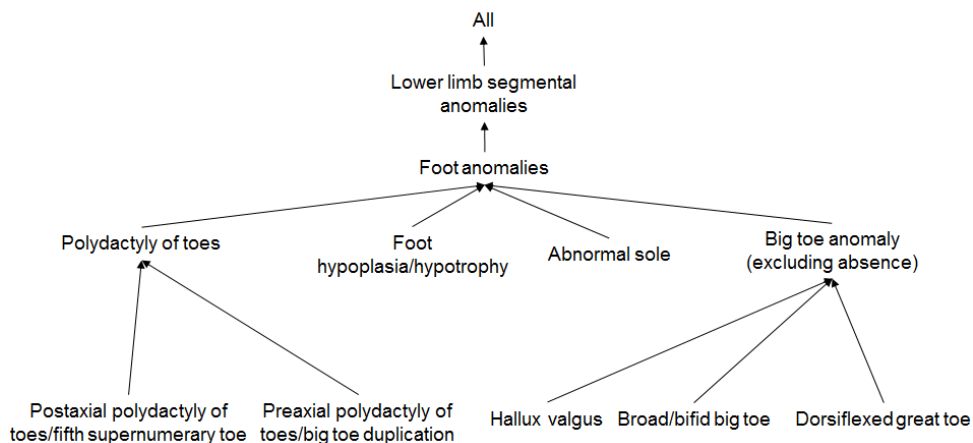 All
Lower limb segmental
anomalies
Foot anomalies
Polydactyly of toes
Foot
hypoplasia/hypotrophy
Abnormal sole
Big toe anomaly
(excluding absence)
Postaxial polydactyly of
toes/fifth supernumerary toe
Preaxial polydactyly of
toes/big toe duplication
Hallux valgus
Broad/bifid big toe
Dorsiflexed great toe